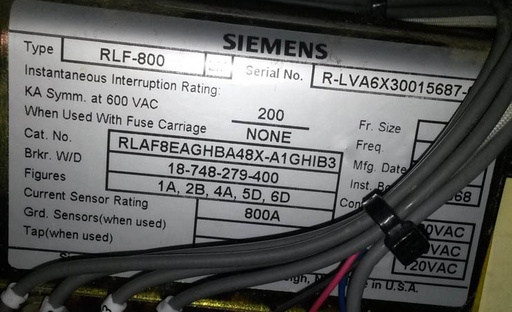 SIEMENS
Type RLF-800
Serial No. R-LVA6X30015687-
Instantaneous Interruption Rating:
KA Symm. at 600 VAC 200
When Used With Fuse Carriage NONE
Fr. Size
Cat. No. RLAF8EAGHBA48X-A1GHIB3
Freq.
Brkr. W/D 18-748-279-400
Mfg. Date
Figures 1A, 2B, 4A, 5D, 6D
Inst. 68
Current Sensor Rating 800A
Grd. Sensors(when used)
VAC
Tap(when used)
VAC
120VAC
in U.S.A.